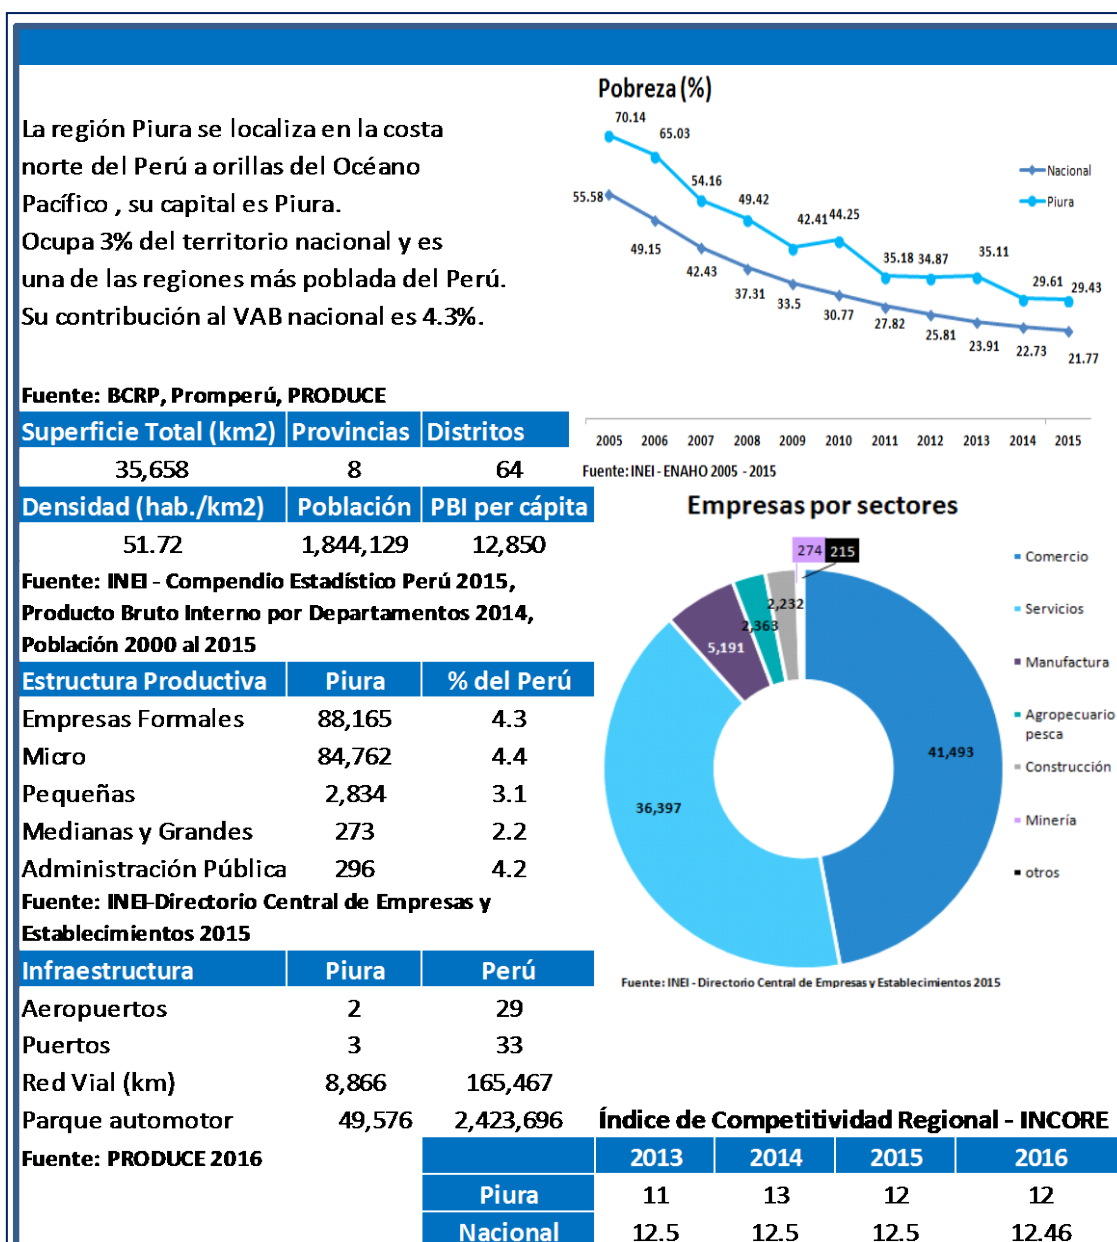 La región Piura se localiza en la costa
norte del Perú a orillas del Océano
Pacífico , su capital es Piura.
Ocupa 3% del territorio nacional y es
una de las regiones más poblada del Perú.
Su contribución al VAB nacional es 4.3%.
Fuente: BCRP, Promperú, PRODUCE
Superficie Total (km2) Provincias Distritos
35,658 8 64
Densidad (hab./km2) Población PBI per cápita
51.72 1,844,129 12,850
Fuente: INEI - Compendio Estadístico Perú 2015,
Producto Bruto Interno por Departamentos 2014,
Población 2000 al 2015
Estructura Productiva Piura % del Perú
Empresas Formales 88,165 4.3
Micro 84,762 4.4
Pequeñas 2,834 3.1
Medianas y Grandes 273 2.2
Administración Pública 296 4.2
Fuente: INEI-Directorio Central de Empresas y
Establecimientos 2015
Infraestructura Piura Perú
Aeropuertos 2 29
Puertos 3 33
Red Vial (km) 8,866 165,467
Parque automotor 49,576 2,423,696
Fuente: PRODUCE 2016
Pobreza (%)
70.14 65.03 54.16 49.42 42.41 44.25 35.18 34.87 35.11 29.61 29.43
55.58 49.15 42.43 37.31 33.5 30.77 27.82 25.81 23.91 22.73 21.77
Nacional
Piura
2005 2006 2007 2008 2009 2010 2011 2012 2013 2014 2015
Fuente: INEI - ENAHO 2005 - 2015
Empresas por sectores
274 215
2,232
2,363
5,191
41,493
36,397
Comercio
Servicios
Manufactura
Agropecuario
pesca
Construcción
Minería
otros
Fuente: INEI - Directorio Central de Empresas y Establecimientos 2015
Índice de Competitividad Regional - INCORE
2013 2014 2015 2016
Piura 11 13 12 12
Nacional 12.5 12.5 12.5 12.46